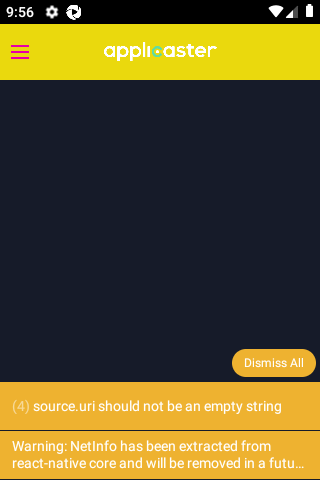 9:56
applicaster
Dismiss All
(4) source.uri should not be an empty string
Warning: NetInfo has been extracted from
react-native core and will be removed in a futu...